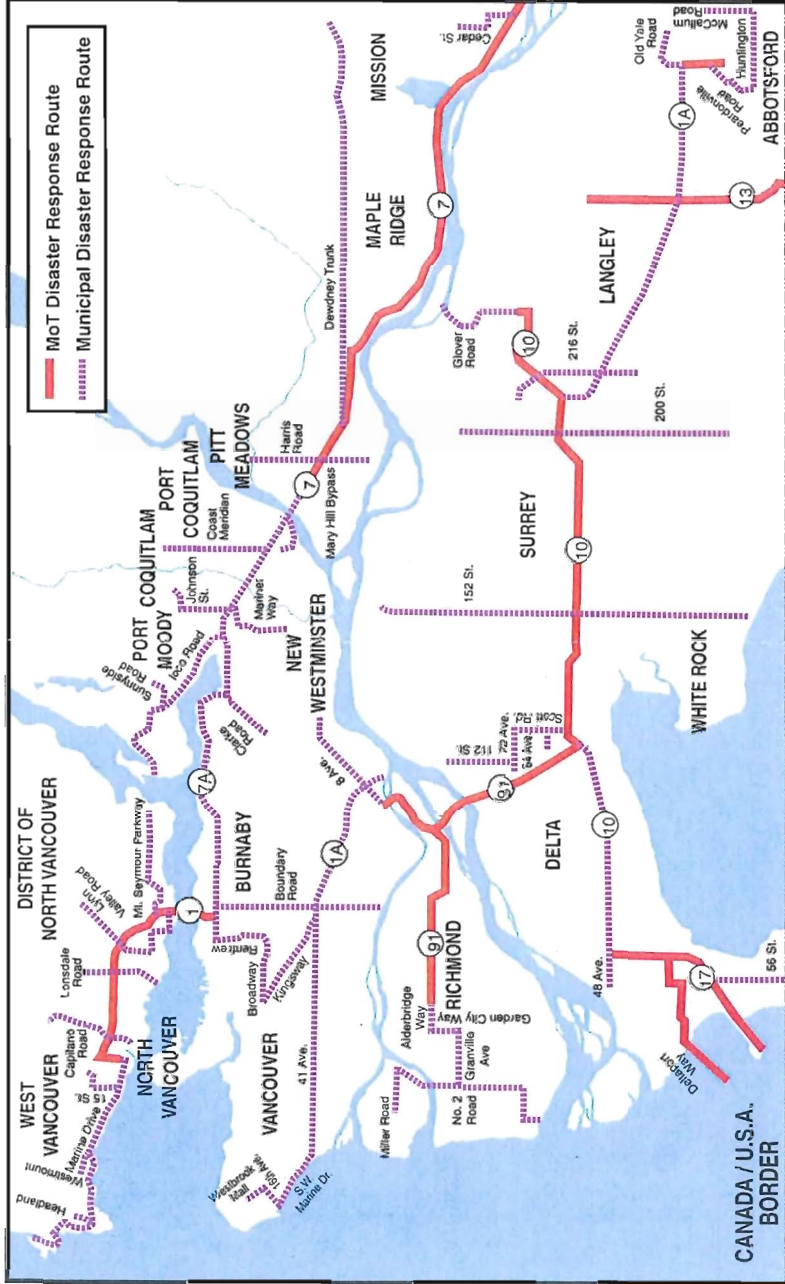 MoT Disaster Response Route
Municipal Disaster Response Route
DISTRICT OF
NORTH VANCOUVER
WEST
VANCOUVER
Headland
Westmount
Marine Drive
15 St.
Capilano
Road
Lonsdale
Road
Lynn
Valley Road
Mt. Seymour Parkway
NORTH
VANCOUVER
1
7A
Sunnyside
Road
Ioco Road
PORT
MOODY
COQUITLAM
Johnson
St.
PORT
COQUITLAM
Coast
Meridian
PITT
MEADOWS
Harris
Road
Mary Hill Bypass
Mariner
Way
Clarke
Road
7
Dewdney Trunk
MAPLE
RIDGE
7
MISSION
Cedar St.
BURNABY
Boundary
Road
Renfrew
Broadway
Kingsway
1A
VANCOUVER
41 Ave.
Westbrook
Mall
16th Ave.
S.W.
Marine Dr.
NEW
WESTMINSTER
8 Ave.
Miller Road
No. 2
Road
Granville
Ave
Alderbridge
Way
Garden City Way
RICHMOND
91
91
112 St.
72 Ave.
64 Ave.
Scott Rd.
DELTA
10
48 Ave.
17
56 St.
Deltaport
Way
SURREY
152 St.
10
200 St.
216 St.
10
Glover
Road
LANGLEY
1A
13
Old Yale
Road
McCallum
Road
Huntington
Peardonville
Road
ABBOTSFORD
WHITE ROCK
CANADA / U.S.A.
BORDER